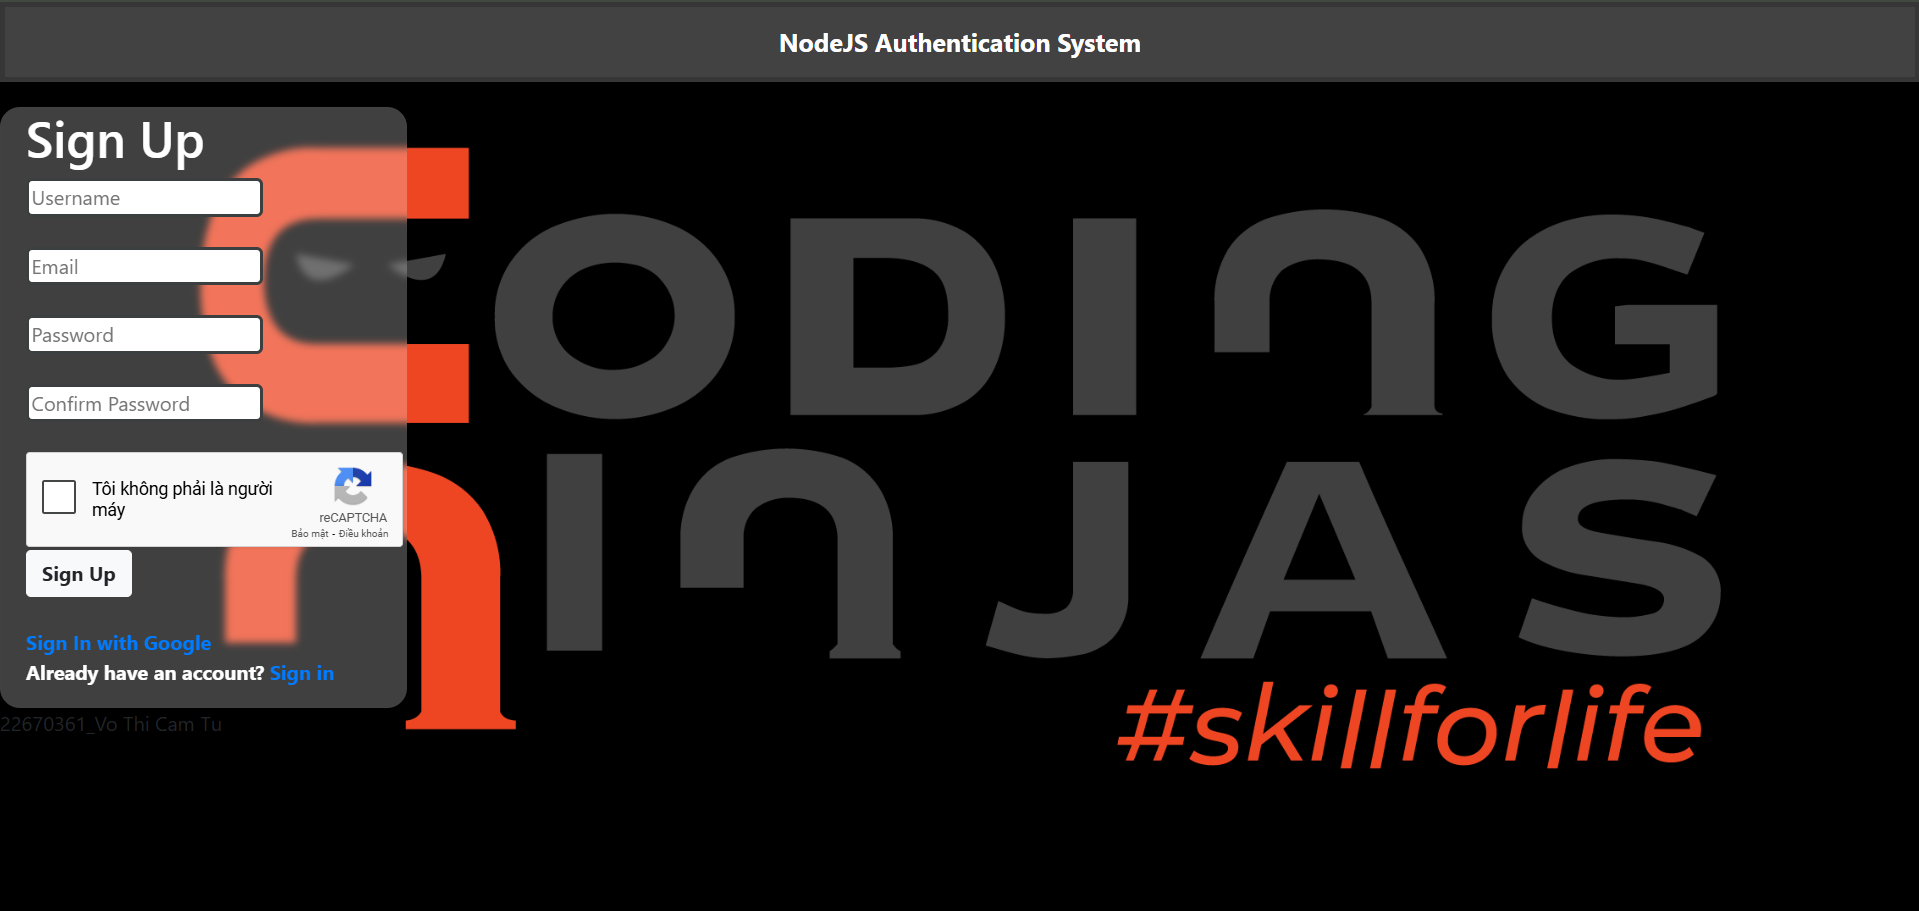 NodeJS Authentication System
Sign Up
Username
Email
Password
Confirm Password
Tôi không phải là người
máy
reCAPTCHA
Bảo mật - Điều khoản
Sign Up
Sign In with Google
Already have an account? Sign in
22670361_Vo Thi Cam Tu
CODING
NINJAS
#skillforlife